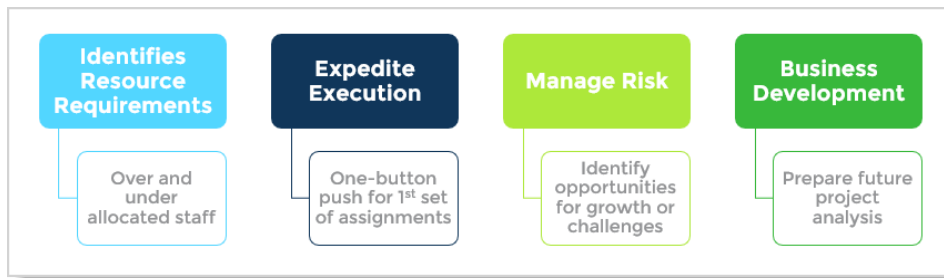 Identifies
Resource
Requirements
Over and
under
allocated staff
Expedite
Execution
One-button
push for 1st set
of assignments
Manage Risk
Identify
opportunities
for growth or
challenges
Business
Development
Prepare future
project
analysis